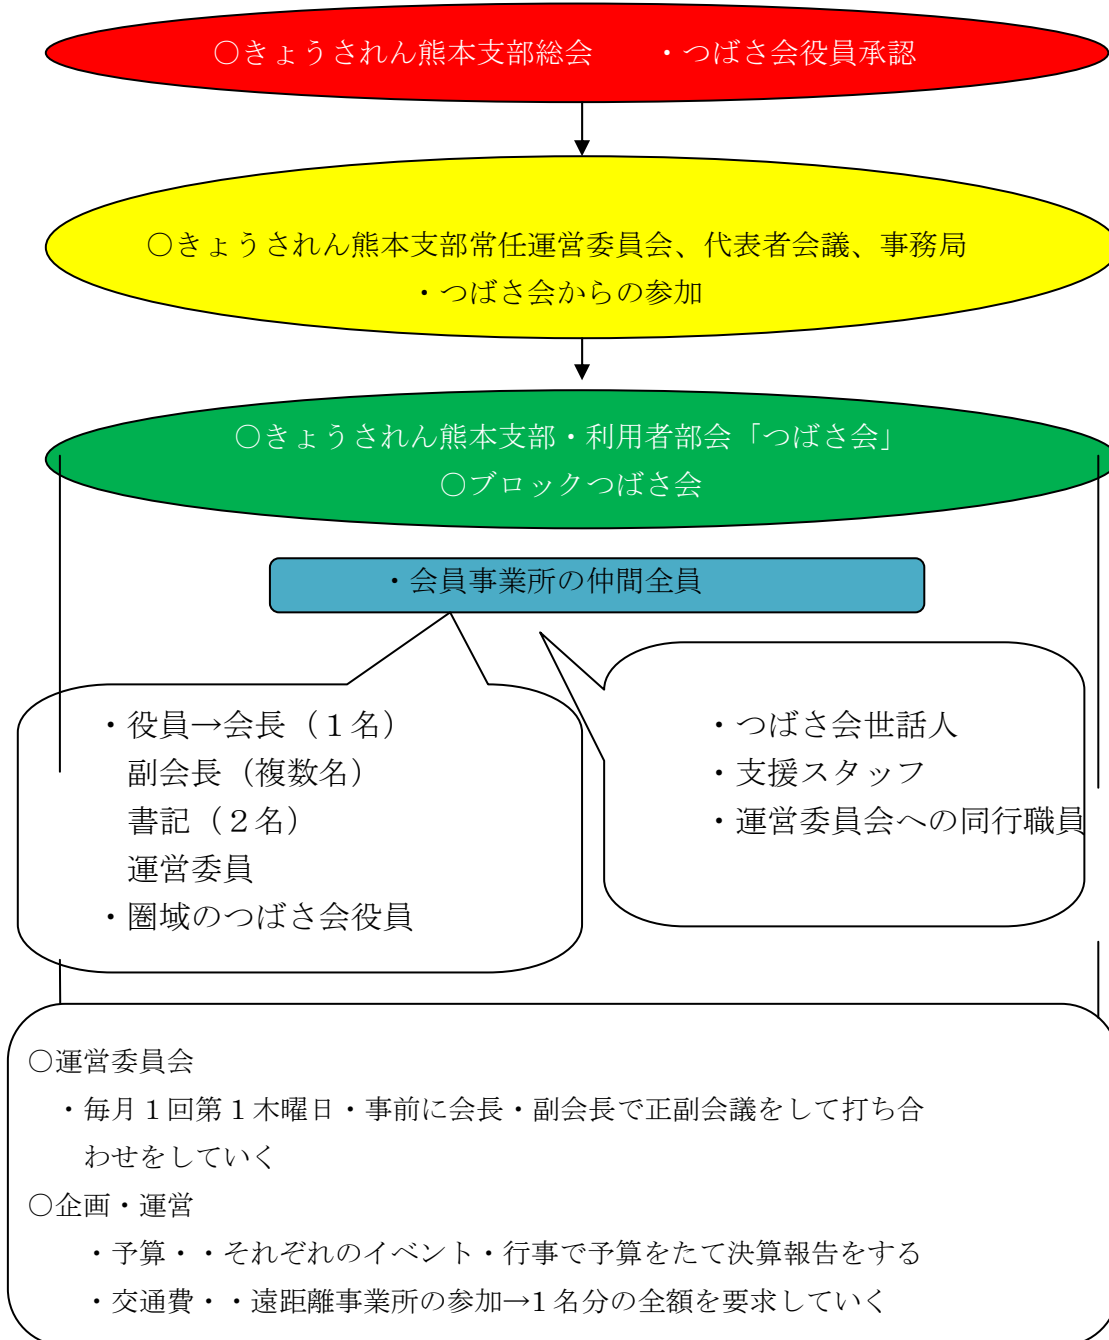 ○きょうされん熊本支部総会　　・つばさ会役員承認
○きょうされん熊本支部常任運営委員会、代表者会議、事務局
・つばさ会からの参加
○きょうされん熊本支部・利用者部会「つばさ会」
○ブロックつばさ会
・会員事業所の仲間全員
・役員→会長（１名）
副会長（複数名）
書記（２名）
運営委員
・圏域のつばさ会役員
・つばさ会世話人
・支援スタッフ
・運営委員会への同行職員
○運営委員会
・毎月１回第１木曜日・事前に会長・副会長で正副会議をして打ち合
わせをしていく
○企画・運営
・予算・・それぞれのイベント・行事で予算をたて決算報告をする
・交通費・・遠距離事業所の参加→1 名分の全額を要求していく